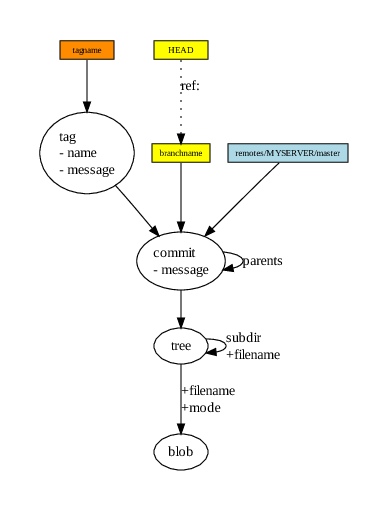 tagname
HEAD
ref:
tag
- name
- message
branchname
remotes/MYSERVER/master
commit
- message
parents
tree
subdir
+filename
+filename
+mode
blob